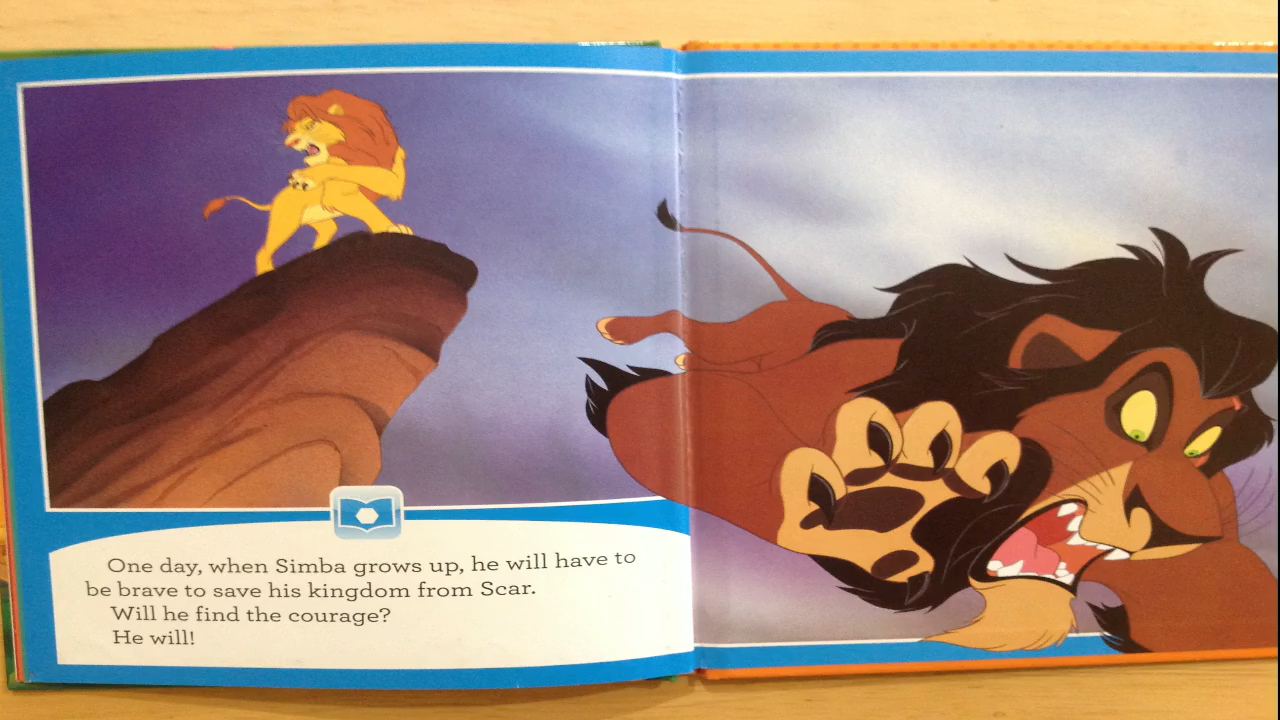 One day, when Simba grows up, he will have to
be brave to save his kingdom from Scar.
Will he find the courage?
He will!